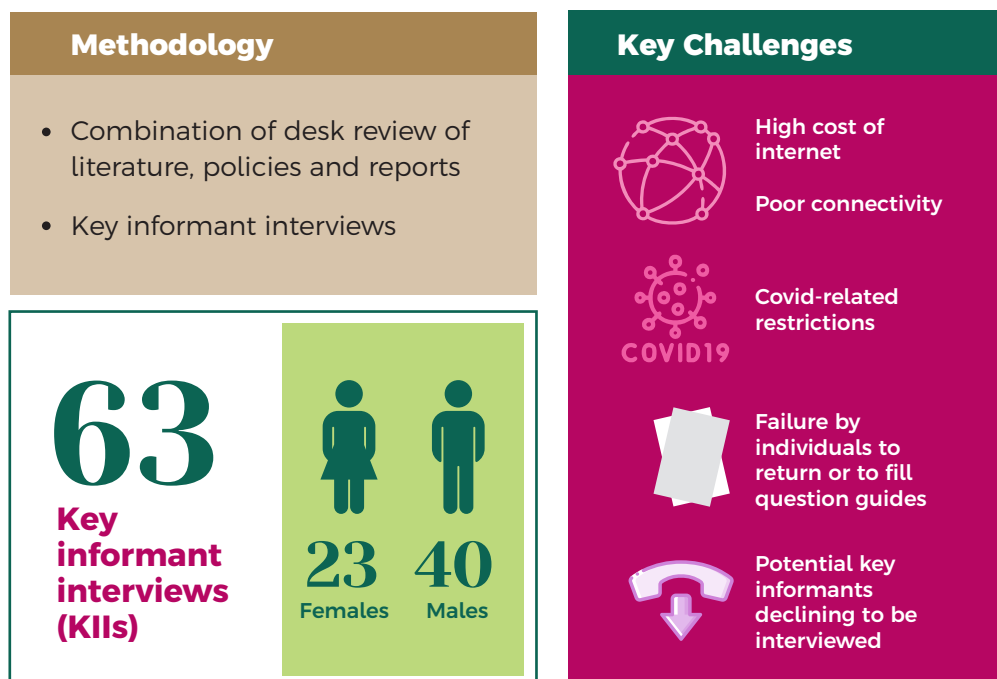 Methodology
• Combination of desk review of
literature, policies and reports
• Key informant interviews
63
Key
informant
interviews
(KIIs)
23
Females
40
Males
Key Challenges
High cost of
internet
Poor connectivity
COVID19
Covid-related
restrictions
Failure by
individuals to
return or to fill
question guides
Potential key
informants
declining to be
interviewed